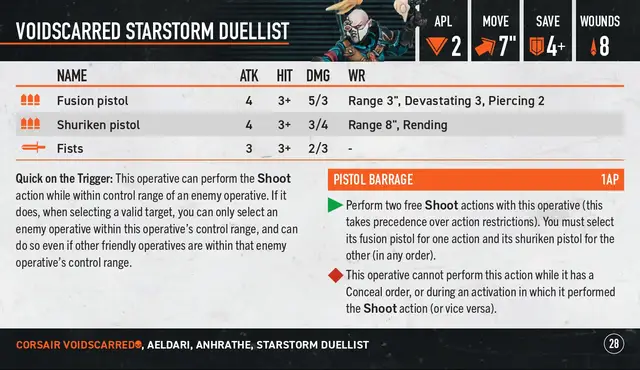 VOIDSCARRED STARSTORM DUELLIST
APL
2
MOVE
7"
SAVE
4+
WOUNDS
8
NAME ATK HIT DMG WR
Fusion pistol 4 3+ 5/3 Range 3", Devastating 3, Piercing 2
Shuriken pistol 4 3+ 3/4 Range 8", Rending
Fists 3 3+ 2/3 -
Quick on the Trigger: This operative can perform the Shoot
action while within control range of an enemy operative. If it
does, when selecting a valid target, you can only select an
enemy operative within this operative's control range, and can
do so even if other friendly operatives are within that enemy
operative's control range.
PISTOL BARRAGE 1AP
Perform two free Shoot actions with this operative (this
takes precedence over action restrictions). You must select
its fusion pistol for one action and its shuriken pistol for the
other (in any order).
This operative cannot perform this action while it has a
Conceal order, or during an activation in which it performed
the Shoot action (or vice versa).
CORSAIR VOIDSCARRED, AELDARI, ANHRATHE, STARSTORM DUELLIST
28